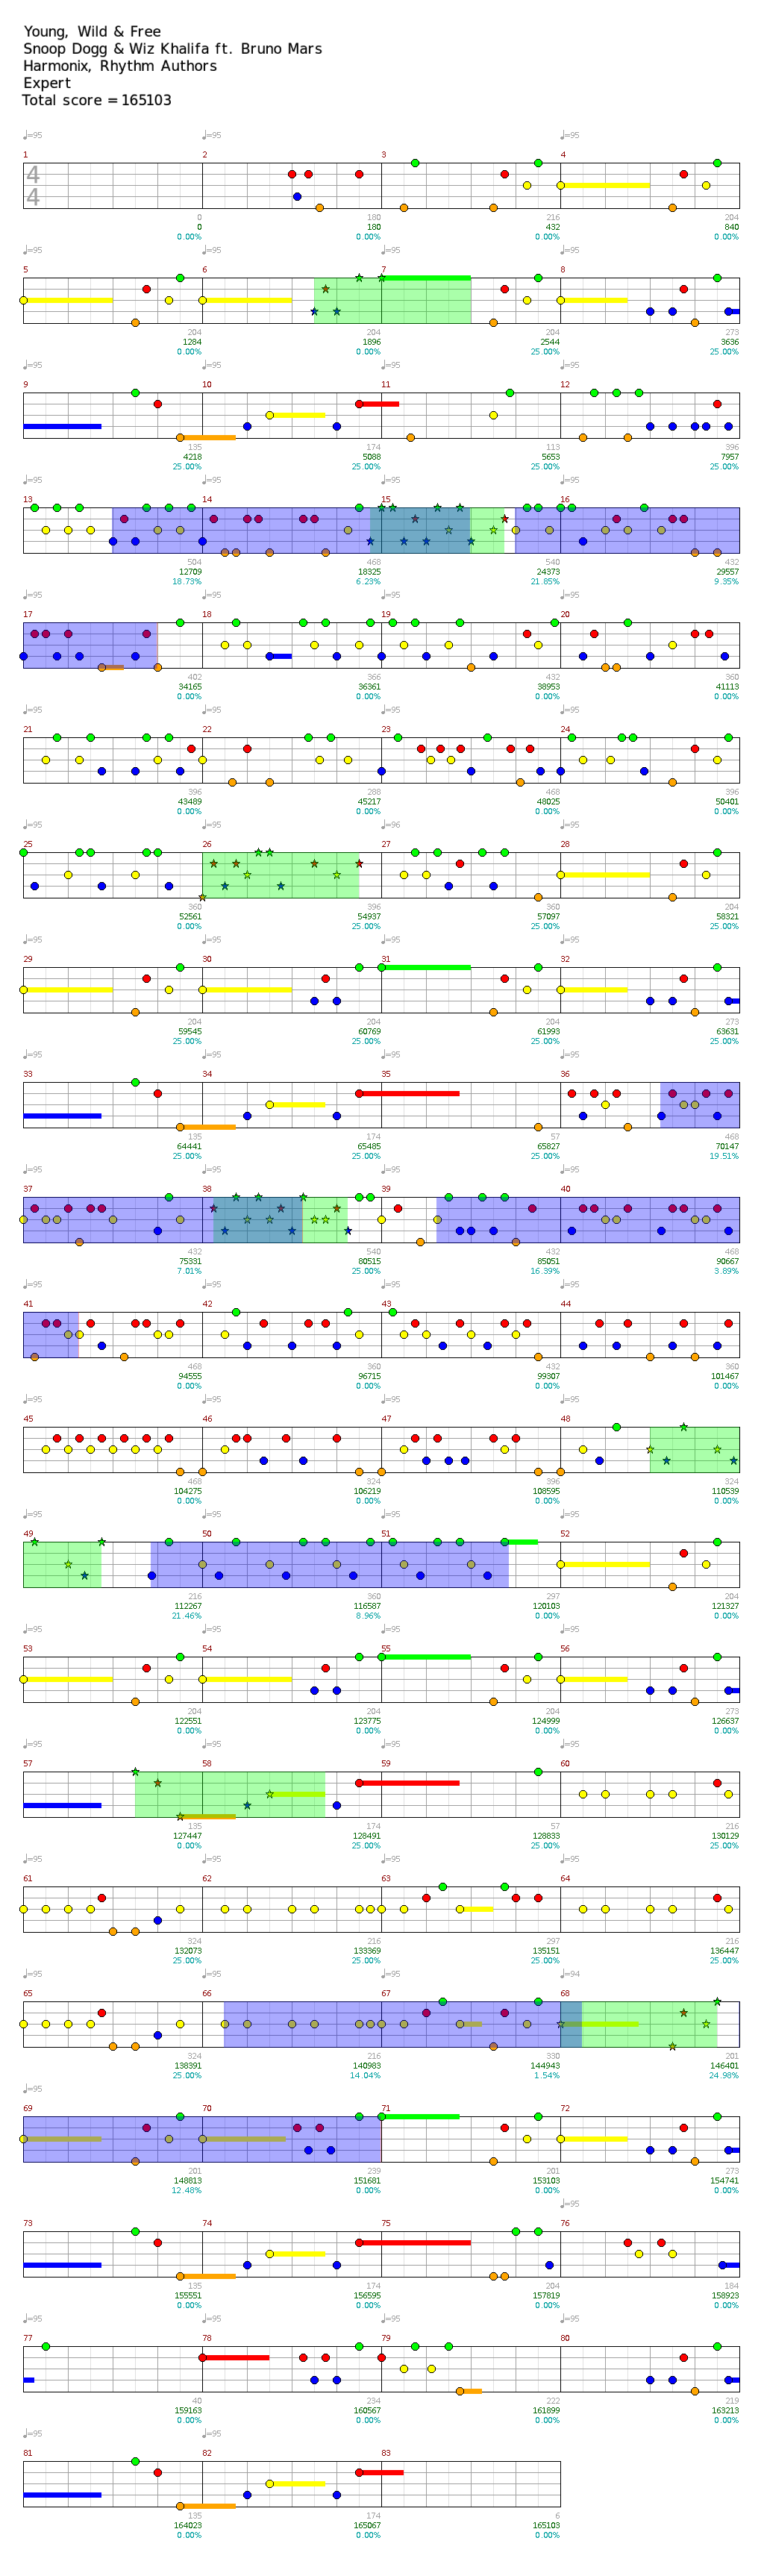 Young, Wild & Free
Snoop Dogg & Wiz Khalifa ft. Bruno Mars
Harmonix, Rhythm Authors
Expert
Total score = 165103
♩=95 ♩=95 ♩=95
1 2 3 4
4
4
0 180 216 204
0 180 432 840
0.00% 0.00% 0.00% 0.00%
♩=95 ♩=95 ♩=95 ♩=95
5 6 7 8
204 204 204 273
1284 1896 2544 3636
0.00% 0.00% 25.00% 25.00%
♩=95 ♩=95 ♩=95 ♩=95
9 10 11 12
135 174 113 396
4218 5088 5653 7957
25.00% 25.00% 25.00% 25.00%
♩=95 ♩=95 ♩=95 ♩=95
13 14 15 16
504 468 540 432
12709 18325 24373 29557
18.73% 6.23% 21.85% 9.35%
♩=95 ♩=95 ♩=95 ♩=95
17 18 19 20
402 366 432 360
34165 36361 38953 41113
0.00% 0.00% 0.00% 0.00%
♩=95 ♩=95 ♩=95 ♩=95
21 22 23 24
396 288 468 396
43489 45217 48025 50401
0.00% 0.00% 0.00% 0.00%
♩=95 ♩=95 ♩=96 ♩=95
25 26 27 28
360 396 360 204
52561 54937 57097 58321
0.00% 25.00% 25.00% 25.00%
♩=95 ♩=95 ♩=95 ♩=95
29 30 31 32
204 204 204 273
59545 60769 61993 63631
25.00% 25.00% 25.00% 25.00%
♩=95 ♩=95 ♩=95 ♩=95
33 34 35 36
135 174 57 468
64441 65485 65827 70147
25.00% 25.00% 25.00% 19.51%
♩=95 ♩=95 ♩=95 ♩=95
37 38 39 40
432 540 432 468
75331 80515 85051 90667
7.01% 25.00% 16.39% 3.89%
♩=95 ♩=95 ♩=95 ♩=95
41 42 43 44
468 360 432 360
94555 96715 99307 101467
0.00% 0.00% 0.00% 0.00%
♩=95 ♩=95 ♩=95 ♩=95
45 46 47 48
468 324 396 324
104275 106219 108595 110539
0.00% 0.00% 0.00% 0.00%
♩=95 ♩=95 ♩=95 ♩=95
49 50 51 52
216 360 297 204
112267 116587 120103 121327
21.46% 8.96% 0.00% 0.00%
♩=95 ♩=95 ♩=95 ♩=95
53 54 55 56
204 204 204 273
122551 123775 124999 126637
0.00% 0.00% 0.00% 0.00%
♩=95 ♩=95 ♩=95 ♩=95
57 58 59 60
135 174 57 216
127447 128491 128833 130129
0.00% 25.00% 25.00% 25.00%
♩=95 ♩=95 ♩=95 ♩=95
61 62 63 64
324 216 297 216
132073 133369 135151 136447
25.00% 25.00% 25.00% 25.00%
♩=95 ♩=95 ♩=95 ♩=94
65 66 67 68
324 216 330 201
138391 140983 144943 146401
25.00% 14.04% 1.54% 24.98%
♩=95
69 70 71 72
201 239 201 273
148813 151681 153103 154741
12.48% 0.00% 0.00% 0.00%
♩=95
73 74 75 76
135 174 204 184
155551 156595 157819 158923
0.00% 0.00% 0.00% 0.00%
♩=95 ♩=95 ♩=95 ♩=95
77 78 79 80
40 234 222 219
159163 160567 161899 163213
0.00% 0.00% 0.00% 0.00%
♩=95 ♩=95
81 82 83
135 174 6
164023 165067 165103
0.00% 0.00% 0.00%